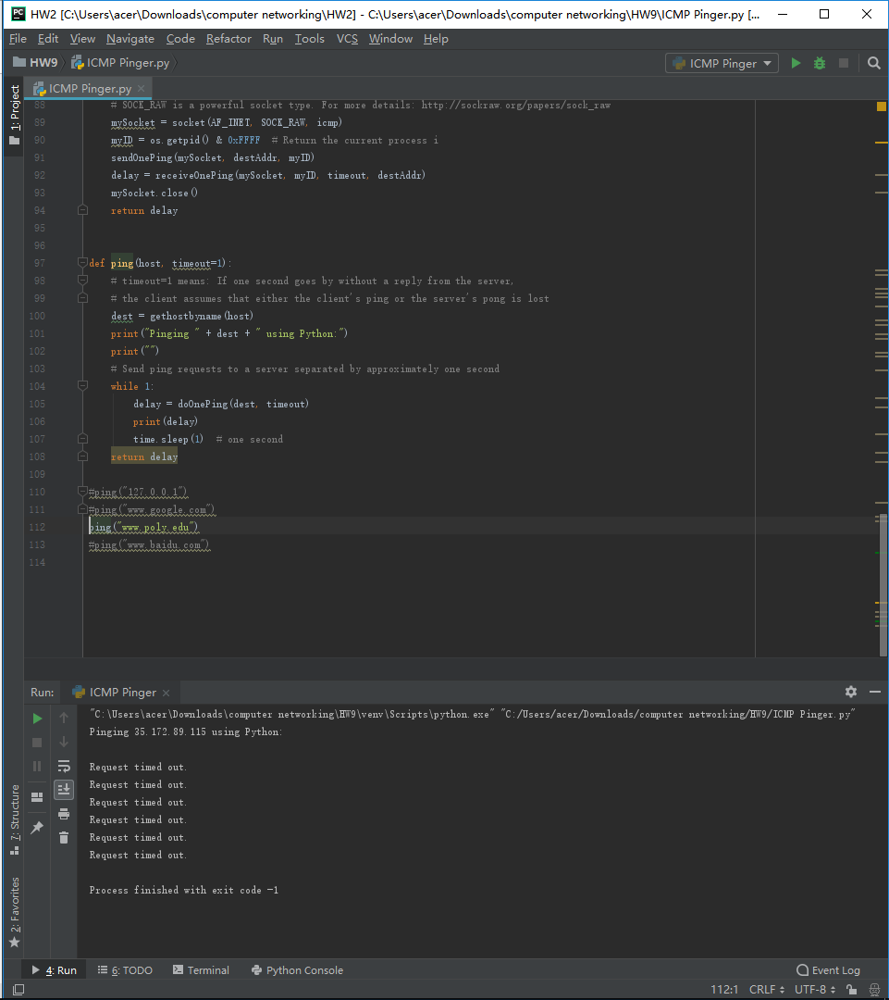 HW2 [C:\Users\acer\Downloads\computer networking\HW2] - C:\Users\acer\Downloads\computer networking\HW9\ICMP Pinger.py [...
File Edit View Navigate Code Refactor Run Tools VCS Window Help
HW9 ICMP Pinger.py ICMP Pinger
1: Project
ICMP Pinger.py
88 # SOCK_RAW is a powerful socket type. For more details: http://sockraw.org/papers/sock_raw
89 mySocket = socket(AF_INET, SOCK_RAW, icmp)
90 myID = os.getpid() & 0xFFFF # Return the current process i
91 sendOnePing(mySocket, destAddr, myID)
92 delay = receiveOnePing(mySocket, myID, timeout, destAddr)
93 mySocket.close()
94 return delay
95
96
97 def ping(host, timeout=1):
98 # timeout=1 means: If one second goes by without a reply from the server,
99 # the client assumes that either the client's ping or the server's pong is lost
100 dest = gethostbyname(host)
101 print("Pinging " + dest + " using Python:")
102 print("")
103 # Send ping requests to a server separated by approximately one second
104 while 1:
105 delay = doOnePing(dest, timeout)
106 print(delay)
107 time.sleep(1) # one second
108 return delay
109
110 #ping("127.0.0.1")
111 #ping("www.google.com")
112 ping("www.poly.edu")
113 #ping("www.baidu.com")
114
Run: ICMP Pinger
"C:\Users\acer\Downloads\computer networking\HW9\venv\Scripts\python.exe" "C:/Users/acer/Downloads/computer networking/HW9/ICMP Pinger.py"
Pinging 35.172.89.115 using Python:
Request timed out.
Request timed out.
Request timed out.
Request timed out.
Request timed out.
Request timed out.
Process finished with exit code -1
7: Structure
2: Favorites
4: Run 6: TODO Terminal Python Console Event Log
112:1 CRLF UTF-8